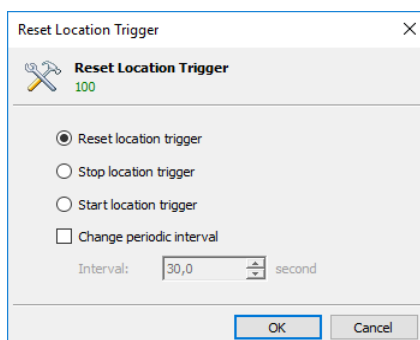 Reset Location Trigger
Reset Location Trigger
100
Reset location trigger
Stop location trigger
Start location trigger
Change periodic interval
Interval: 30,0 second
OK Cancel